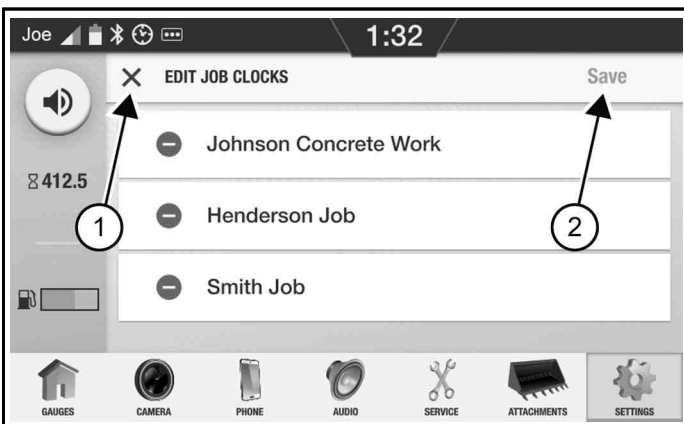 Joe 1:32
EDIT JOB CLOCKS Save
Johnson Concrete Work
412.5
1
Henderson Job
2
Smith Job
GAUGES CAMERA PHONE AUDIO SERVICE ATTACHMENTS SETTINGS